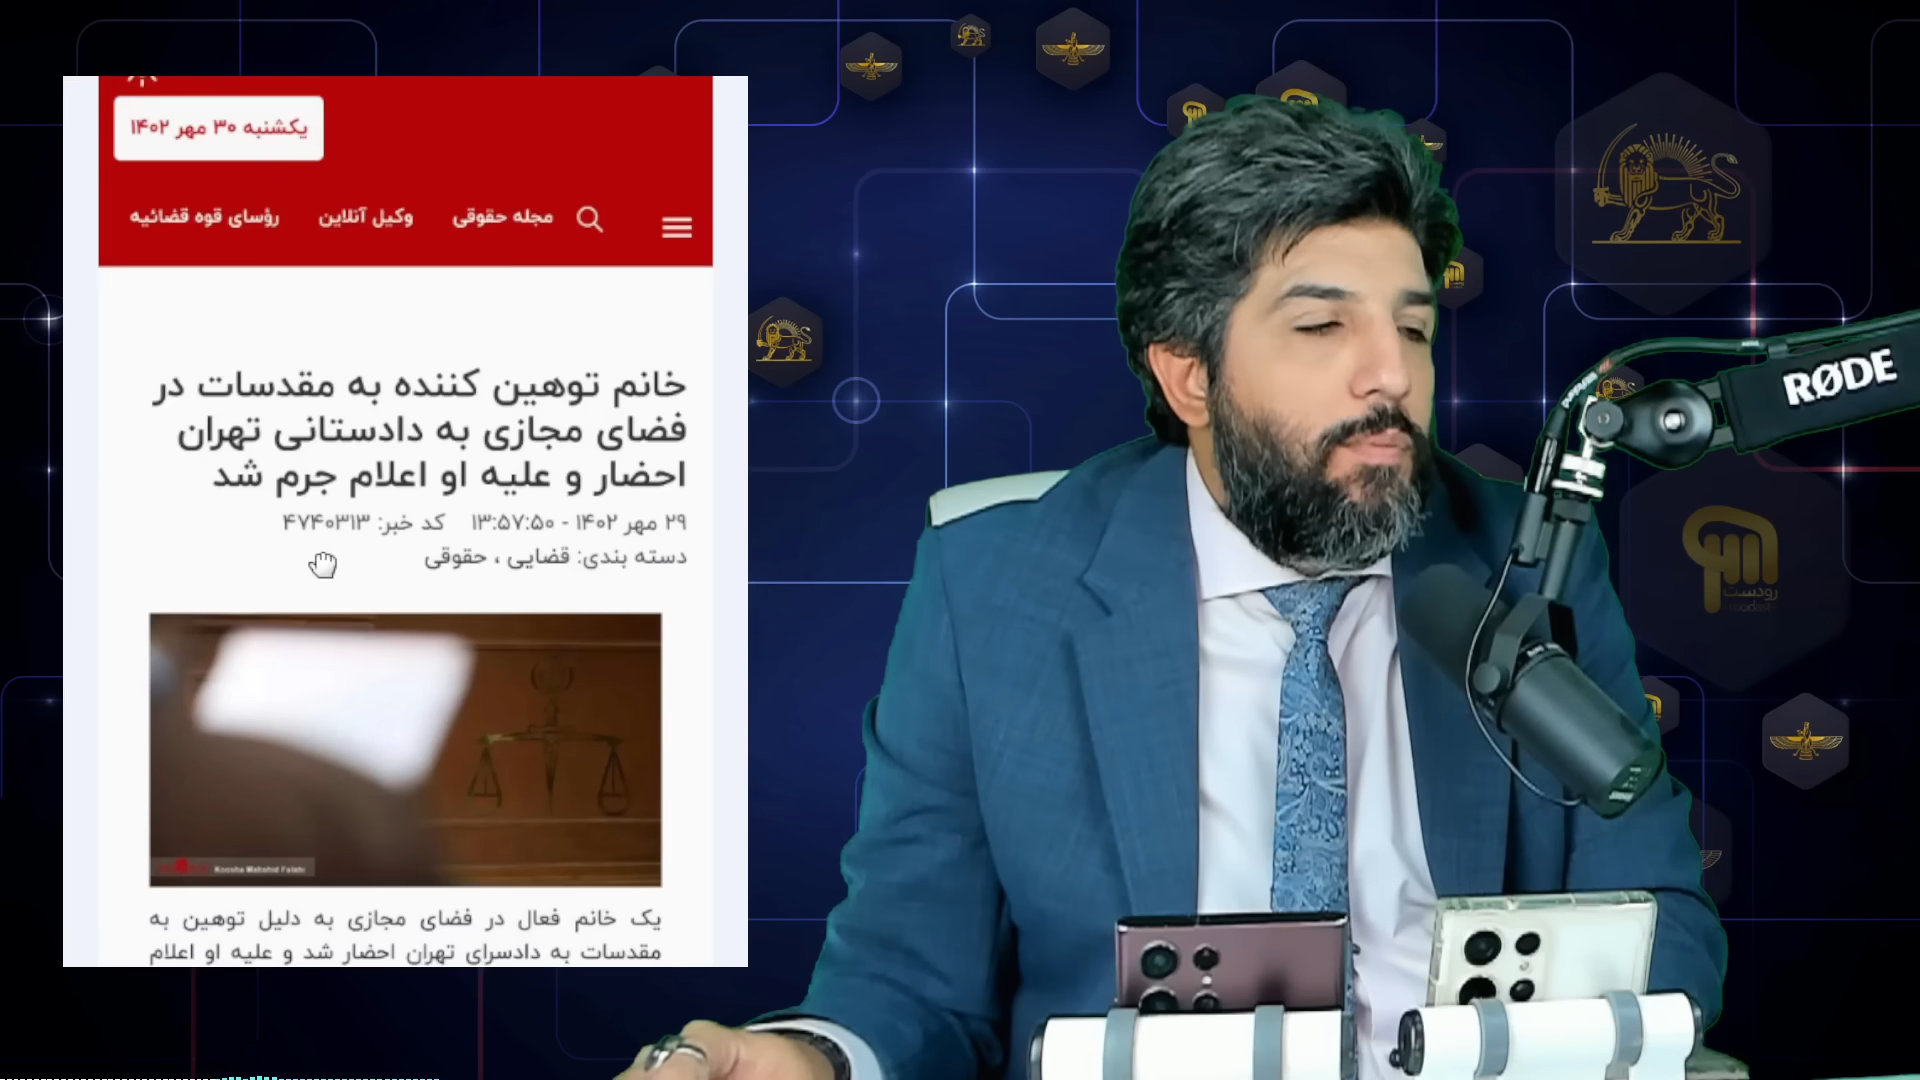 یکشنبه ۳۰ مهر ۱۴۰۲
مجله حقوقی وکیل آنلاین رؤسای قوه قضائیه
خانم توهین کننده به مقدسات در
فضای مجازی به دادستانی تهران
احضار و علیه او اعلام جرم شد
۲۹ مهر ۱۴۰۲ - ۱۳:۵۷:۵۰ کد خبر: ۴۷۴۰۳۱۳
دسته بندی: قضایی ، حقوقی
یک خانم فعال در فضای مجازی به دلیل توهین به
مقدسات به دادسرای تهران احضار شد و علیه او اعلام
RØDE
رودست